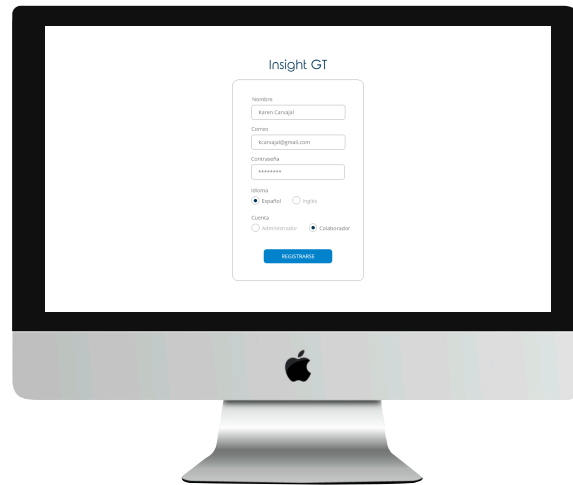 Insight GT
Nombre
Karen Carvajal
Correo
kcarvajal@gmail.com
Contraseña
********
Idioma
Español Inglés
Cuenta
Administrador Colaborador
REGISTRARSE